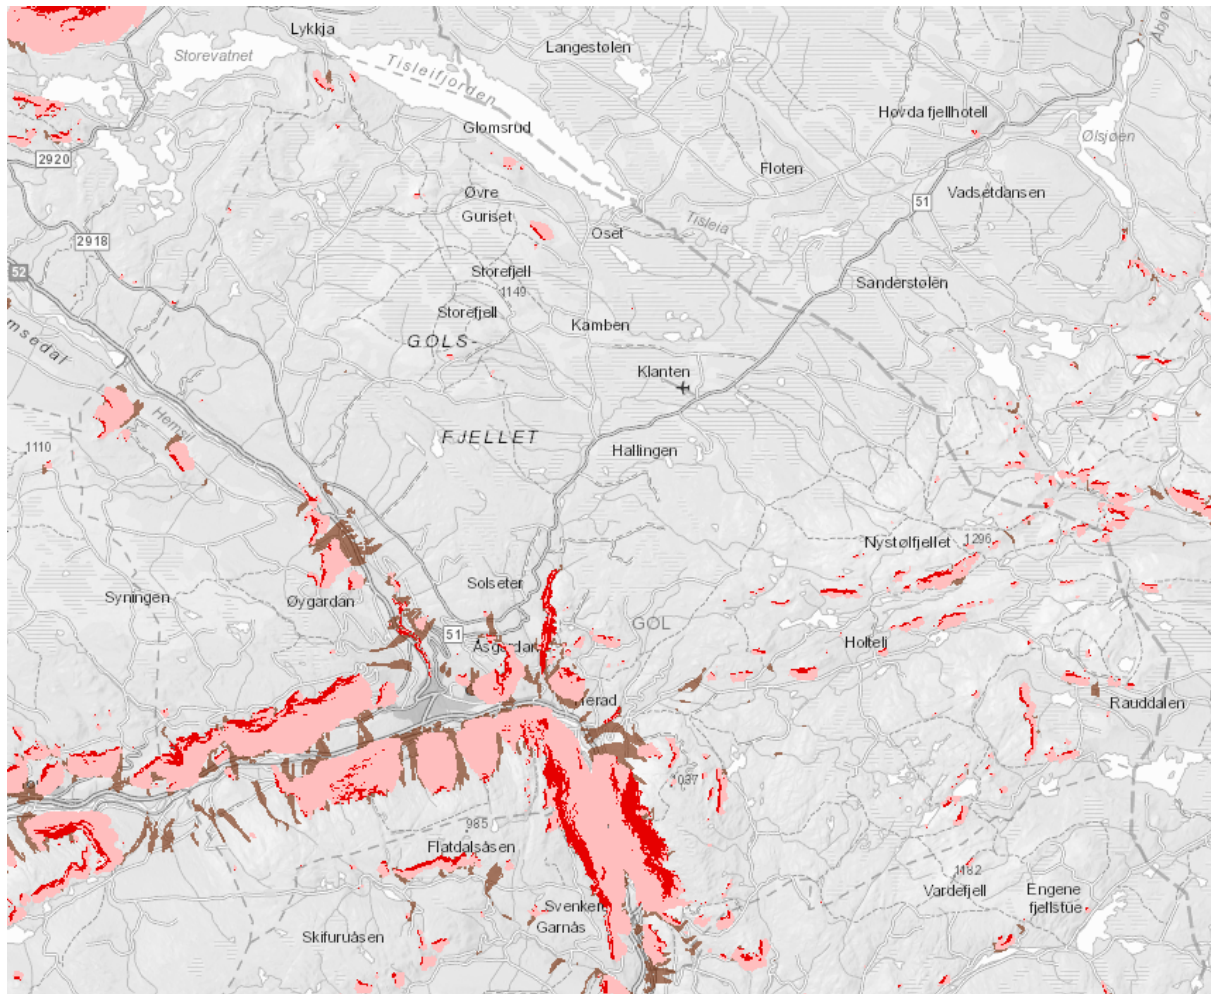 Lykkja
Langestølen
Storevatnet
Tisleifjorden
Hovda fjellhotell
Glomsrud
Ølsjøen
2920
Floten
Øvre
Guriset
Vadsetdansen
51
Tisleia
Oset
2918
52
Storefjell
1149
Sanderstølen
Storefjell
Kamben
GOLS-
Klanten
Hemsil
FJELLET
1110
Hallingen
Nystølfjellet
1296
Solseter
Syningen
Øygardan
51
GOL
Holtelj
Rauddalen
1037
985
Flatdalsåsen
1182
Vardefjell
Engene
fjellstue
Garnås
Skifuruåsen